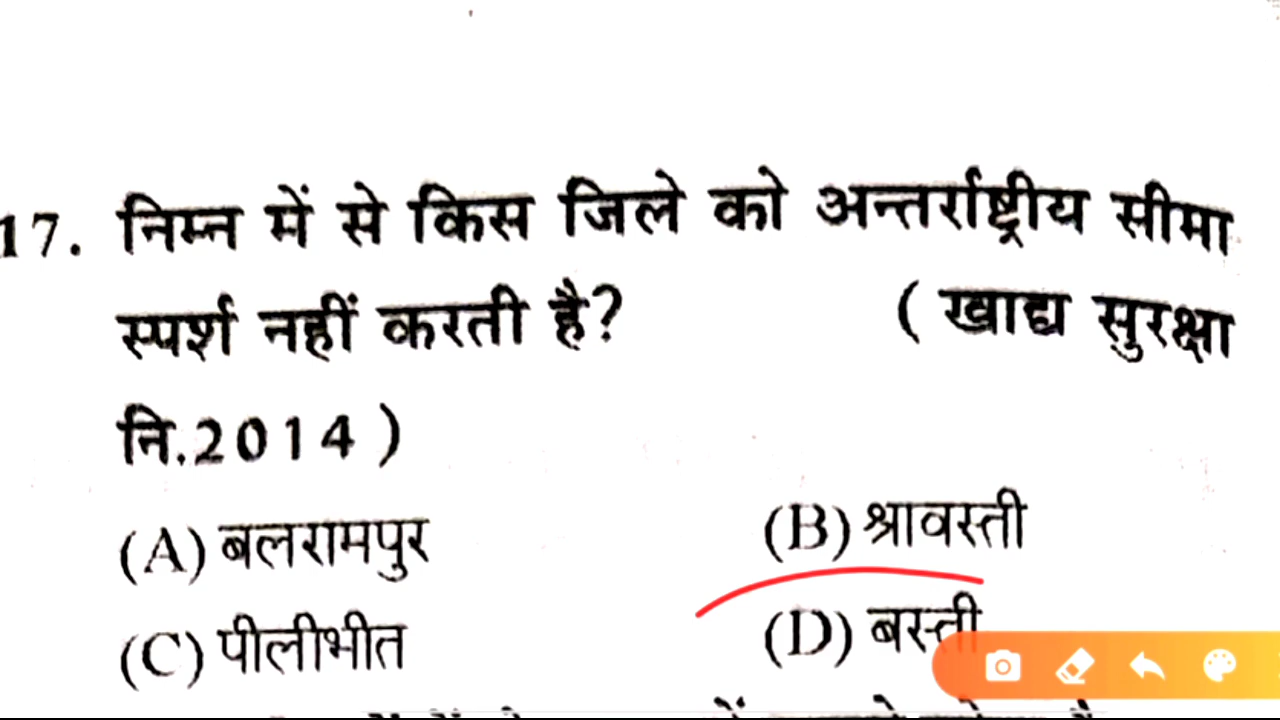 17. निम्न में से किस जिले को अन्तर्राष्ट्रीय सीमा
स्पर्श नहीं करती है? ( खाद्य सुरक्षा
नि.2014 )
(A) बलरामपुर (B) श्रावस्ती
(C) पीलीभीत (D) बस्ती